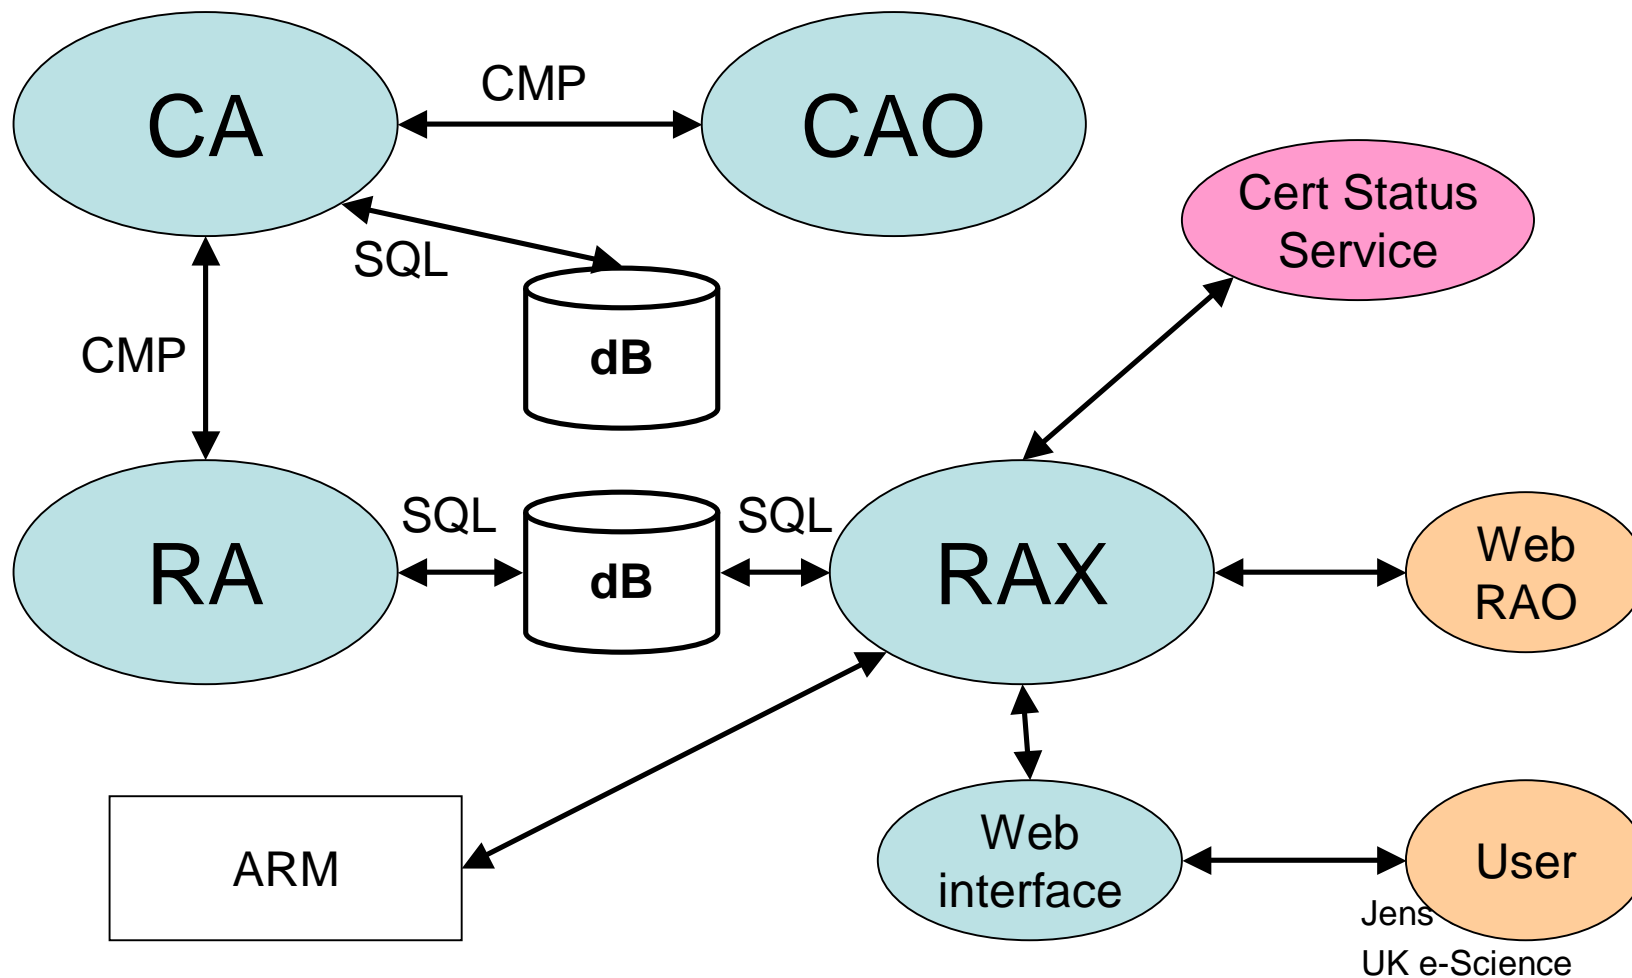 CA
CMP
CAO
Cert Status
Service
SQL
dB
CMP
RA
SQL
dB
SQL
RAX
Web
RAO
ARM
Web
interface
User
Jens
UK e-Science